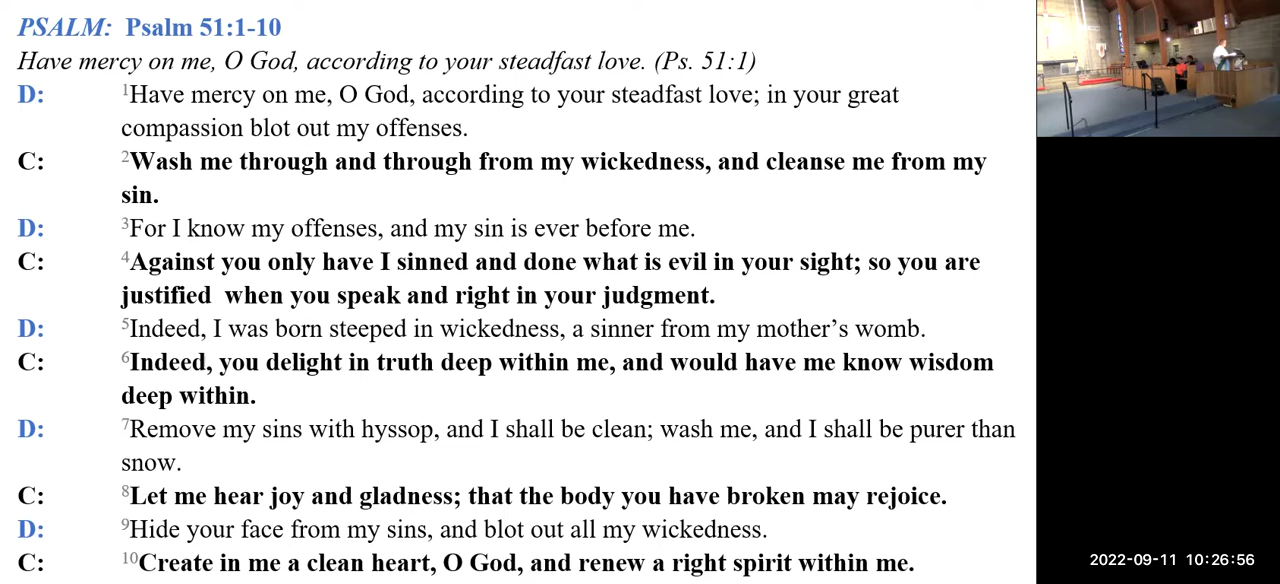 PSALM: Psalm 51:1-10
Have mercy on me, O God, according to your steadfast love. (Ps. 51:1)
D: 1Have mercy on me, O God, according to your steadfast love; in your great
compassion blot out my offenses.
C: 2Wash me through and through from my wickedness, and cleanse me from my
sin.
D: 3For I know my offenses, and my sin is ever before me.
C: 4Against you only have I sinned and done what is evil in your sight; so you are
justified  when you speak and right in your judgment.
D: 5Indeed, I was born steeped in wickedness, a sinner from my mother’s womb.
C: 6Indeed, you delight in truth deep within me, and would have me know wisdom
deep within.
D: 7Remove my sins with hyssop, and I shall be clean; wash me, and I shall be purer than
snow.
C: 8Let me hear joy and gladness; that the body you have broken may rejoice.
D: 9Hide your face from my sins, and blot out all my wickedness.
C: 10Create in me a clean heart, O God, and renew a right spirit within me.
2022-09-11 10:26:56